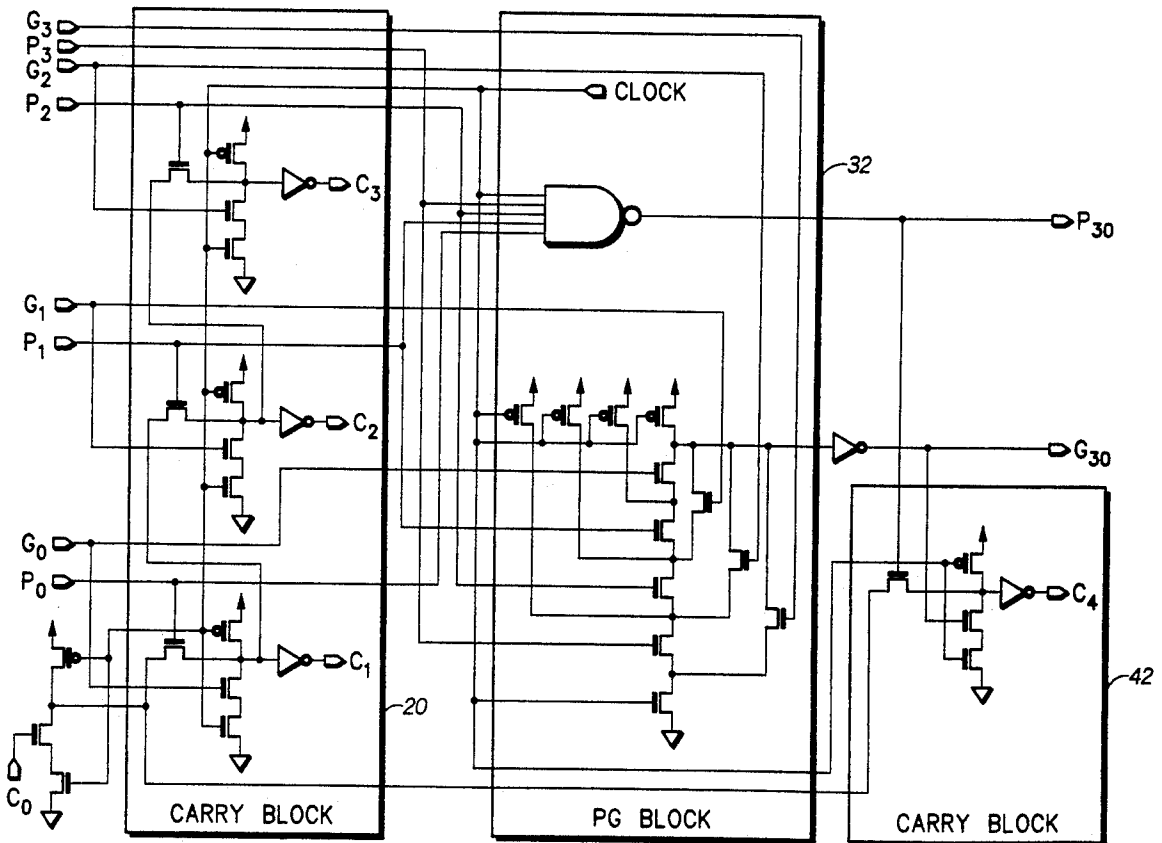 G3
P3
G2
P2
CLOCK
C3
32
P30
G1
P1
C2
G30
G0
P0
C4
C1
20
42
C0
CARRY BLOCK
PG BLOCK
CARRY BLOCK